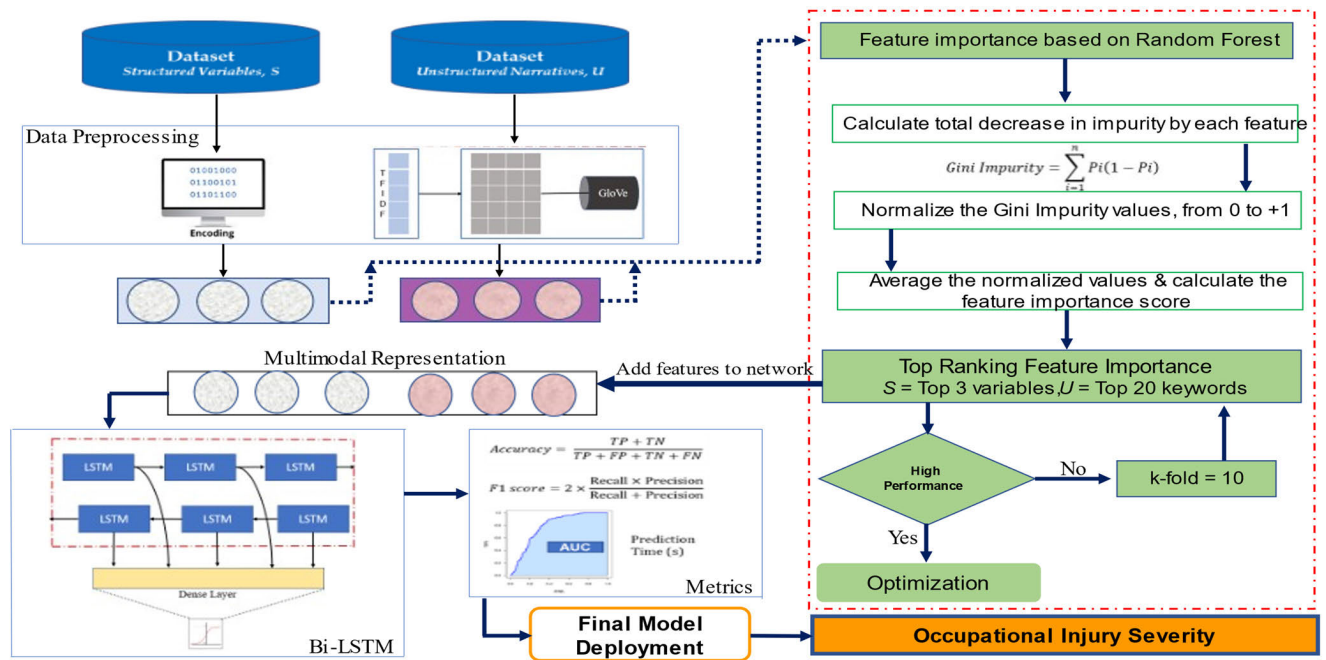 Dataset
Structured Variables, S
Dataset
Unstructured Narratives, U
Data Preprocessing
01001000
01100101
01101100
Encoding
T
F
I
D
F
GloVe
Feature importance based on Random Forest
Calculate total decrease in impurity by each feature
Gini Impurity = ∑ⁿᵢ₌₁ Pi(1 − Pi)
Normalize the Gini Impurity values, from 0 to +1
Average the normalized values & calculate the
feature importance score
Top Ranking Feature Importance
S = Top 3 variables,U = Top 20 keywords
High
Performance
No
k-fold = 10
Yes
Optimization
Add features to network
Multimodal Representation
LSTM
LSTM
LSTM
LSTM
LSTM
LSTM
Dense Layer
Bi-LSTM
Accuracy = (TP + TN) / (TP + FP + TN + FN)
F1 score = 2 × (Recall × Precision) / (Recall + Precision)
AUC
Prediction
Time (s)
Metrics
Final Model
Deployment
Occupational Injury Severity